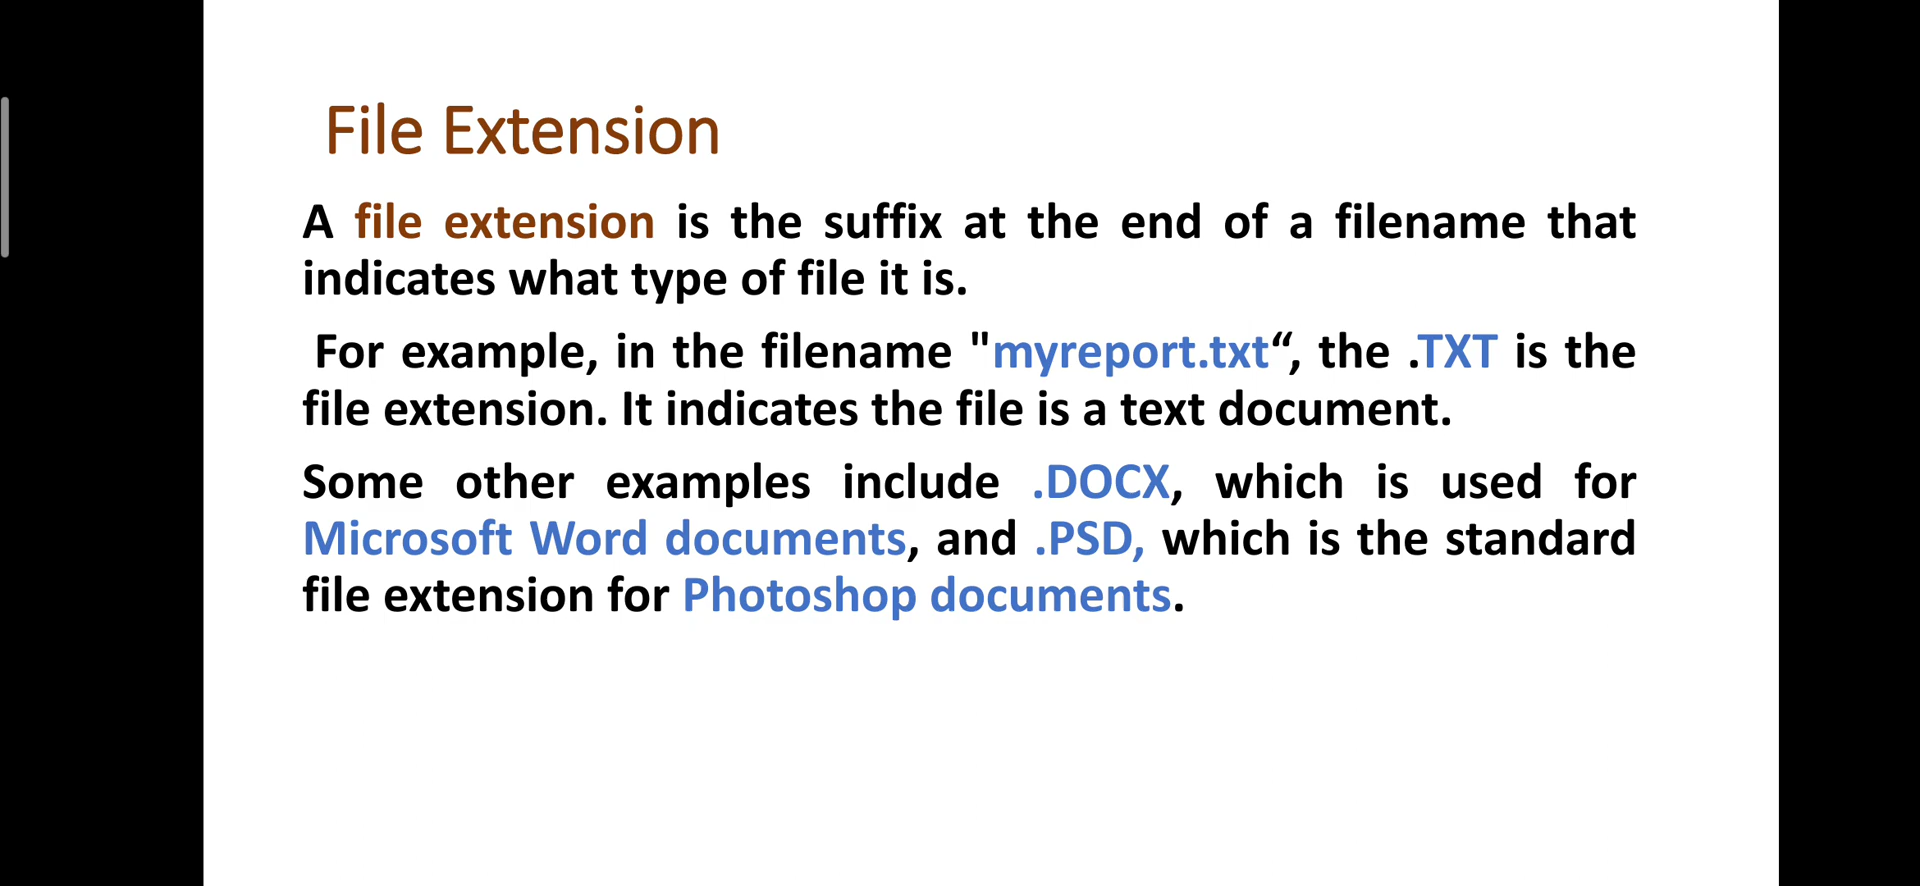 File Extension
A file extension is the suffix at the end of a filename that
indicates what type of file it is.
For example, in the filename "myreport.txt“, the .TXT is the
file extension. It indicates the file is a text document.
Some other examples include .DOCX, which is used for
Microsoft Word documents, and .PSD, which is the standard
file extension for Photoshop documents.